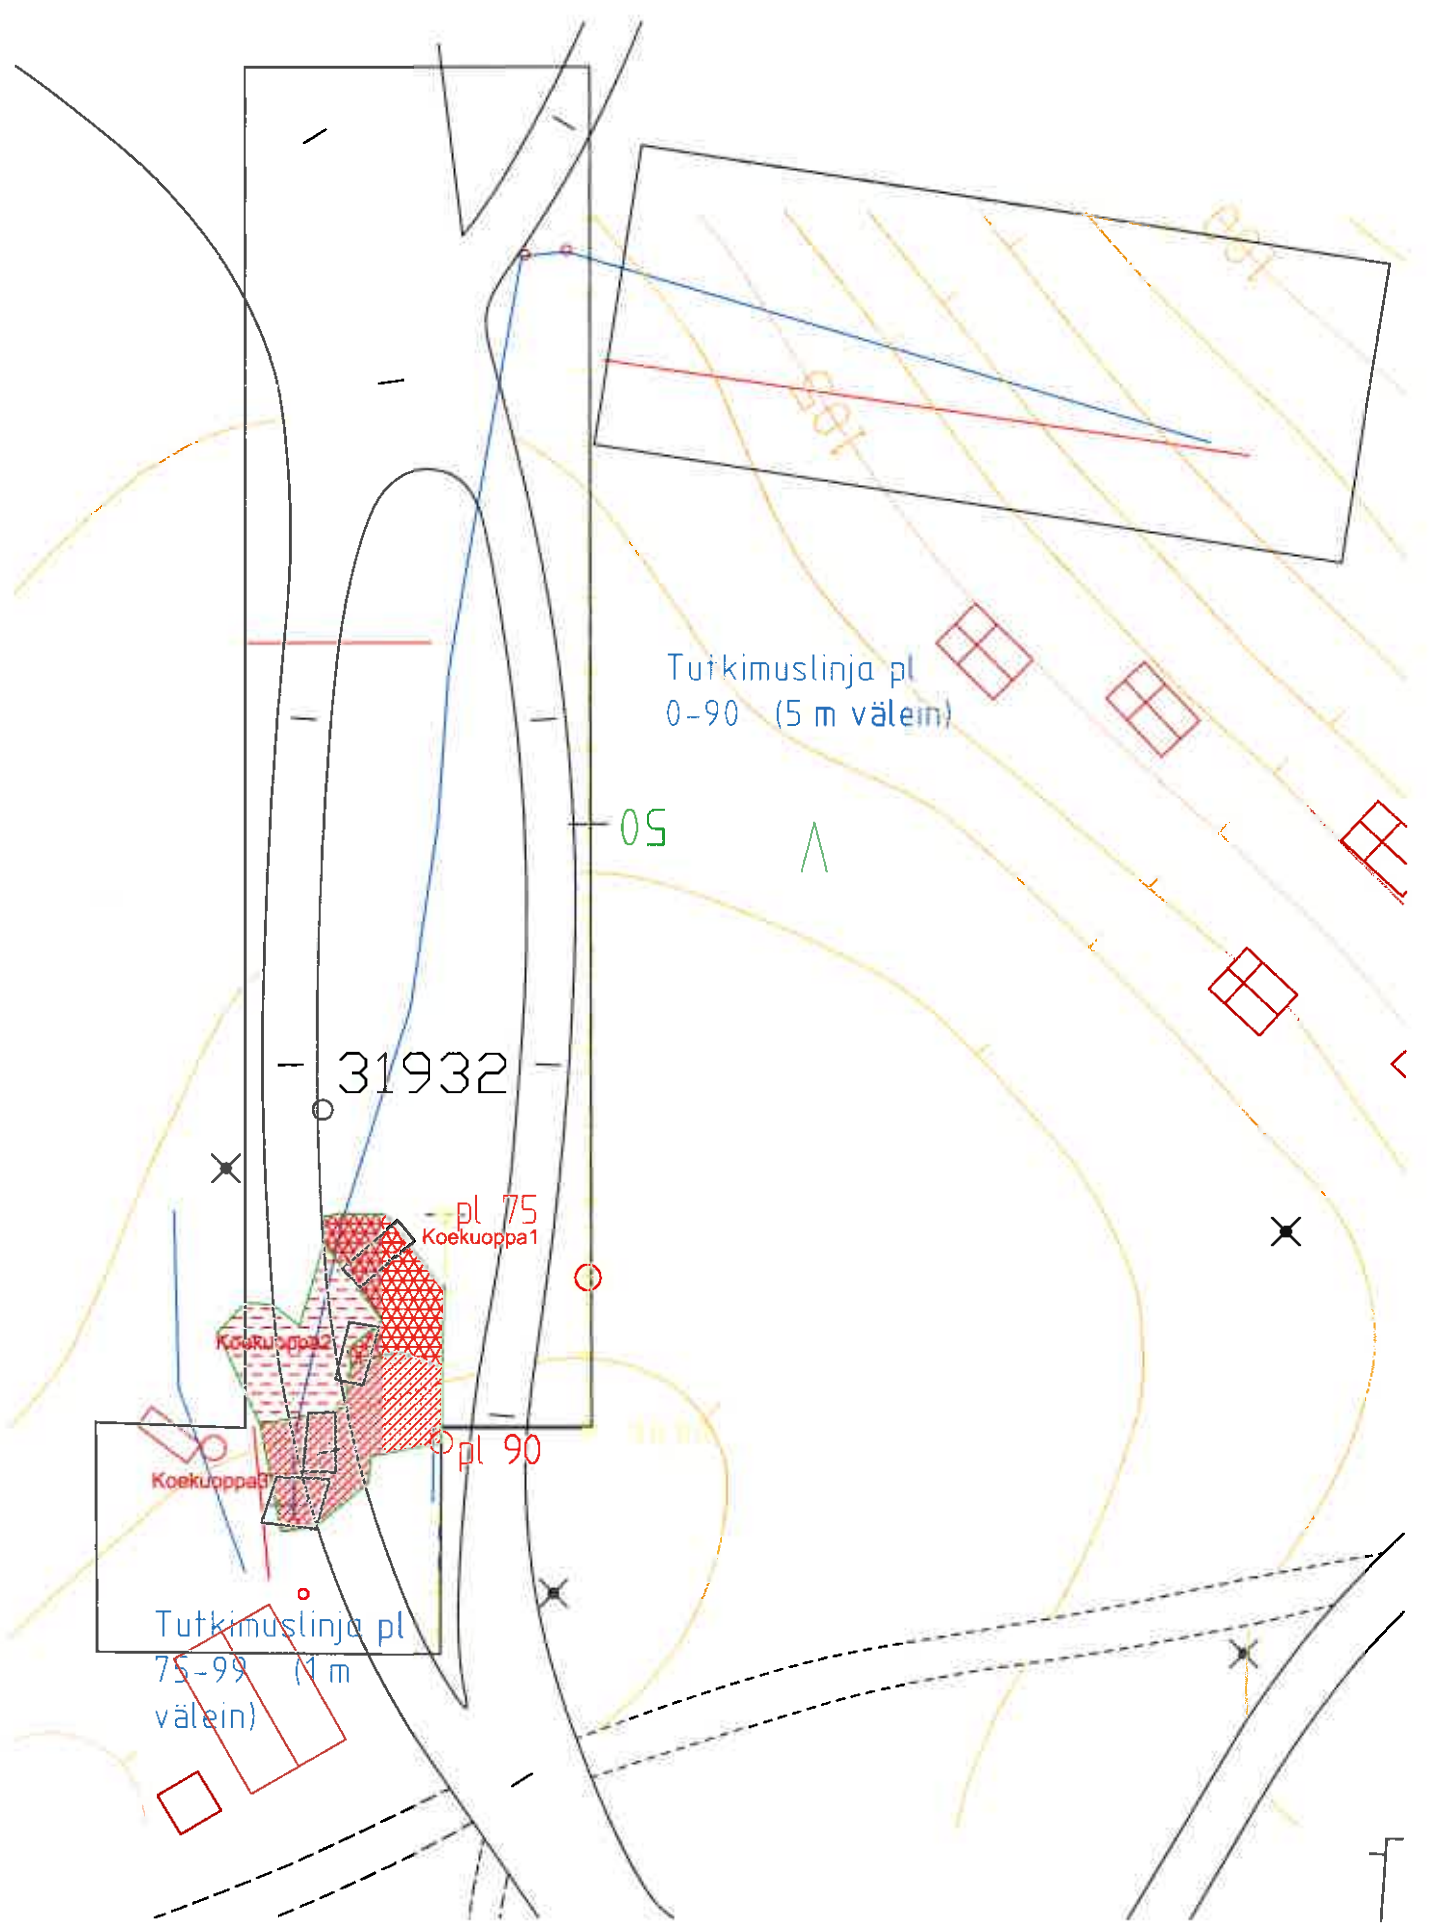 180
185
Tutkimuslinja pl
0-90 (5 m välein)
50
31932
pl 75
Koekuoppa1
Koekuoppa2
pl 90
Koekuoppa3
Tutkimuslinja pl
75-99 (1 m
välein)